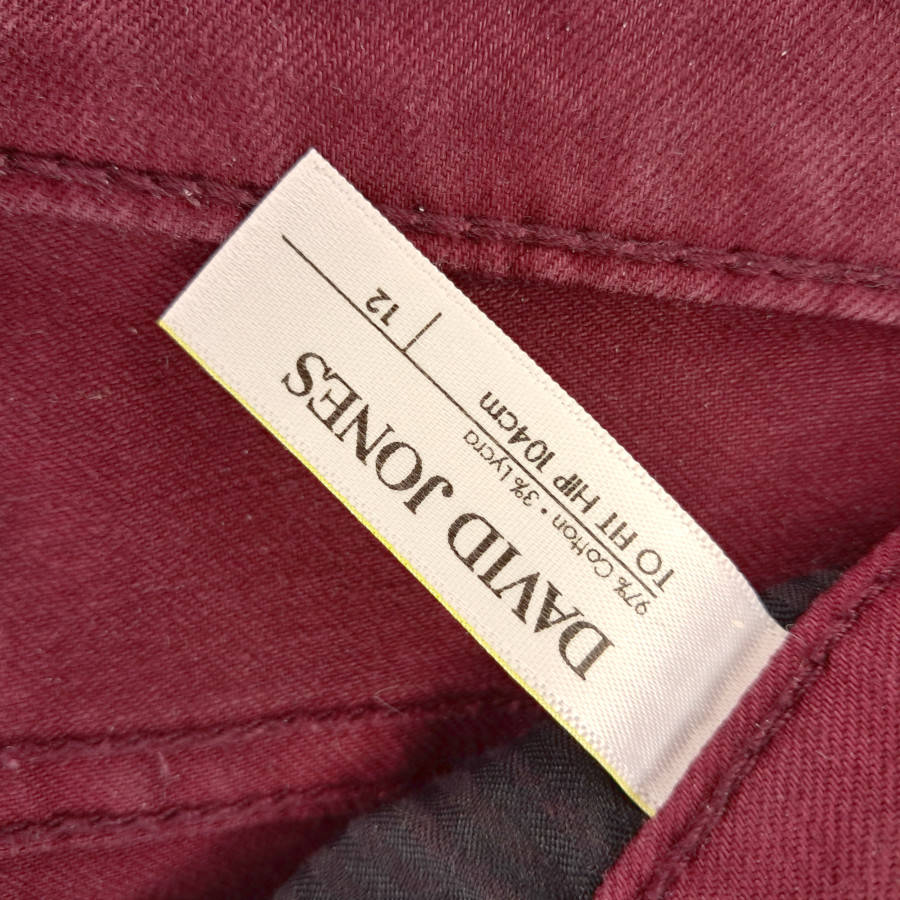 DAVID JONES
97% Cotton • 3% Lycra
TO FIT HIP 104cm
12